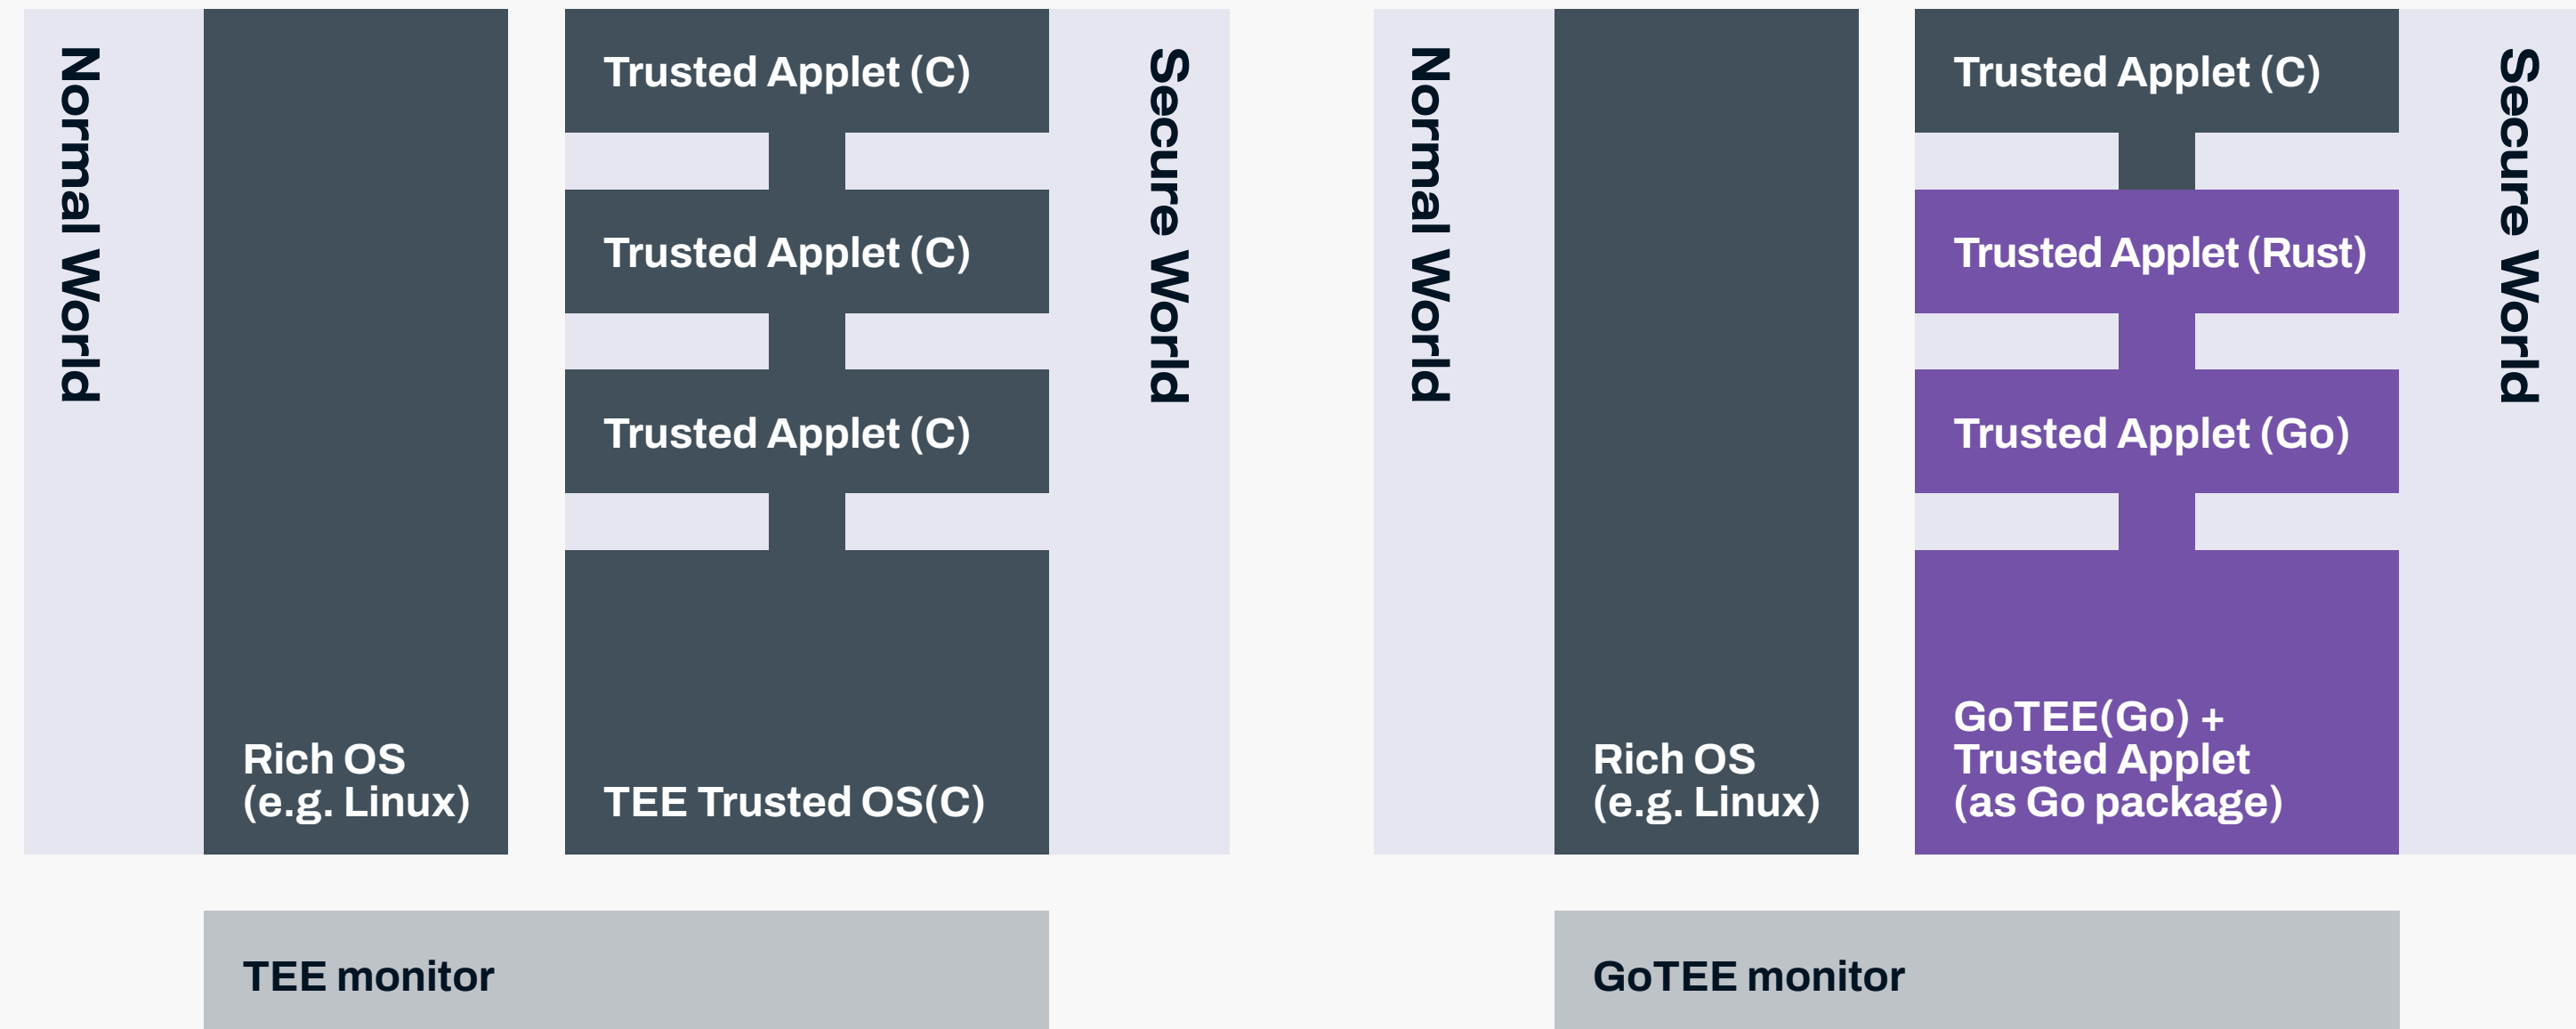 Normal World
Rich OS
(e.g. Linux)
Trusted Applet (C)
Trusted Applet (C)
Trusted Applet (C)
TEE Trusted OS(C)
Secure World
TEE monitor
Normal World
Rich OS
(e.g. Linux)
Trusted Applet (C)
Trusted Applet (Rust)
Trusted Applet (Go)
GoTEE(Go) +
Trusted Applet
(as Go package)
Secure World
GoTEE monitor